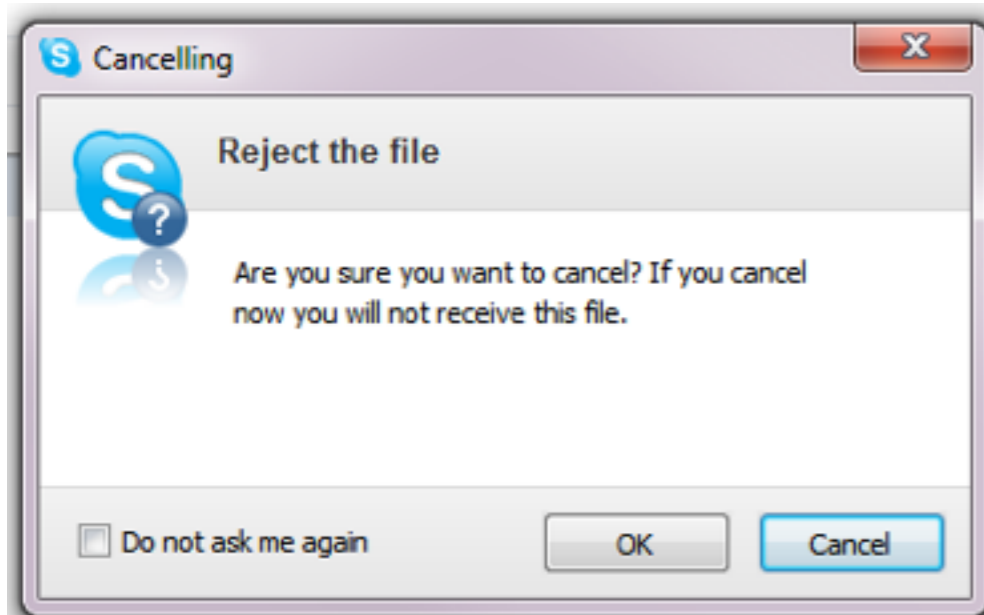 Cancelling
Reject the file
Are you sure you want to cancel? If you cancel
now you will not receive this file.
Do not ask me again
OK
Cancel